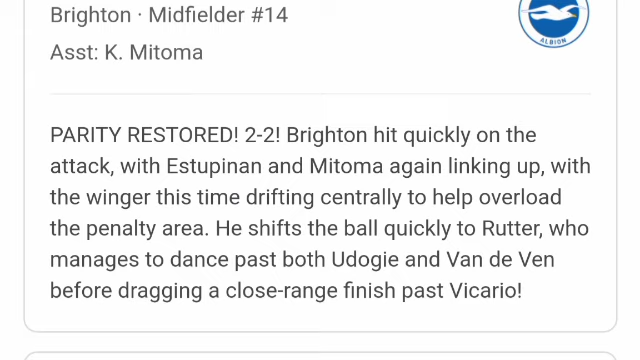 Brighton · Midfielder #14
Asst: K. Mitoma
ALBION
PARITY RESTORED! 2-2! Brighton hit quickly on the
attack, with Estupinan and Mitoma again linking up, with
the winger this time drifting centrally to help overload
the penalty area. He shifts the ball quickly to Rutter, who
manages to dance past both Udogie and Van de Ven
before dragging a close-range finish past Vicario!